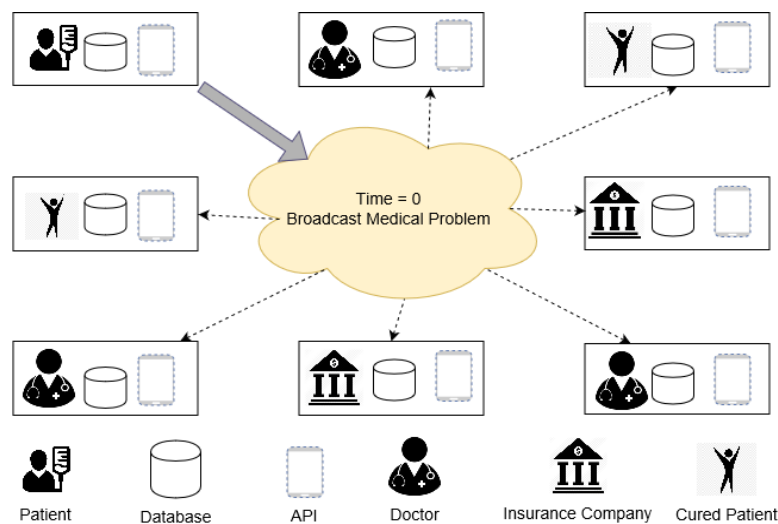 Time = 0
Broadcast Medical Problem
Patient
Database
API
Doctor
Insurance Company
Cured Patient